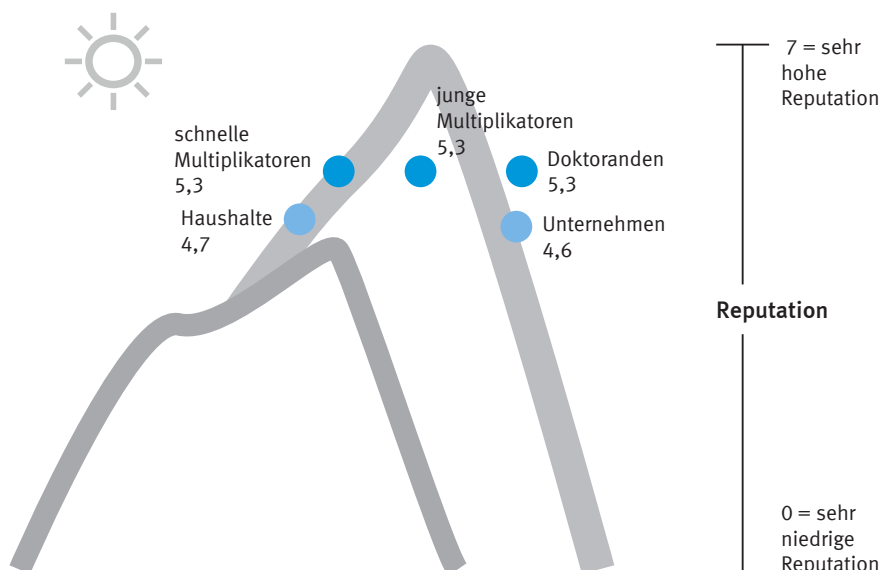 7 = sehr
hohe
Reputation
junge
Multiplikatoren
5,3
schnelle
Multiplikatoren
5,3
Doktoranden
5,3
Haushalte
4,7
Unternehmen
4,6
Reputation
0 = sehr
niedrige
Reputation